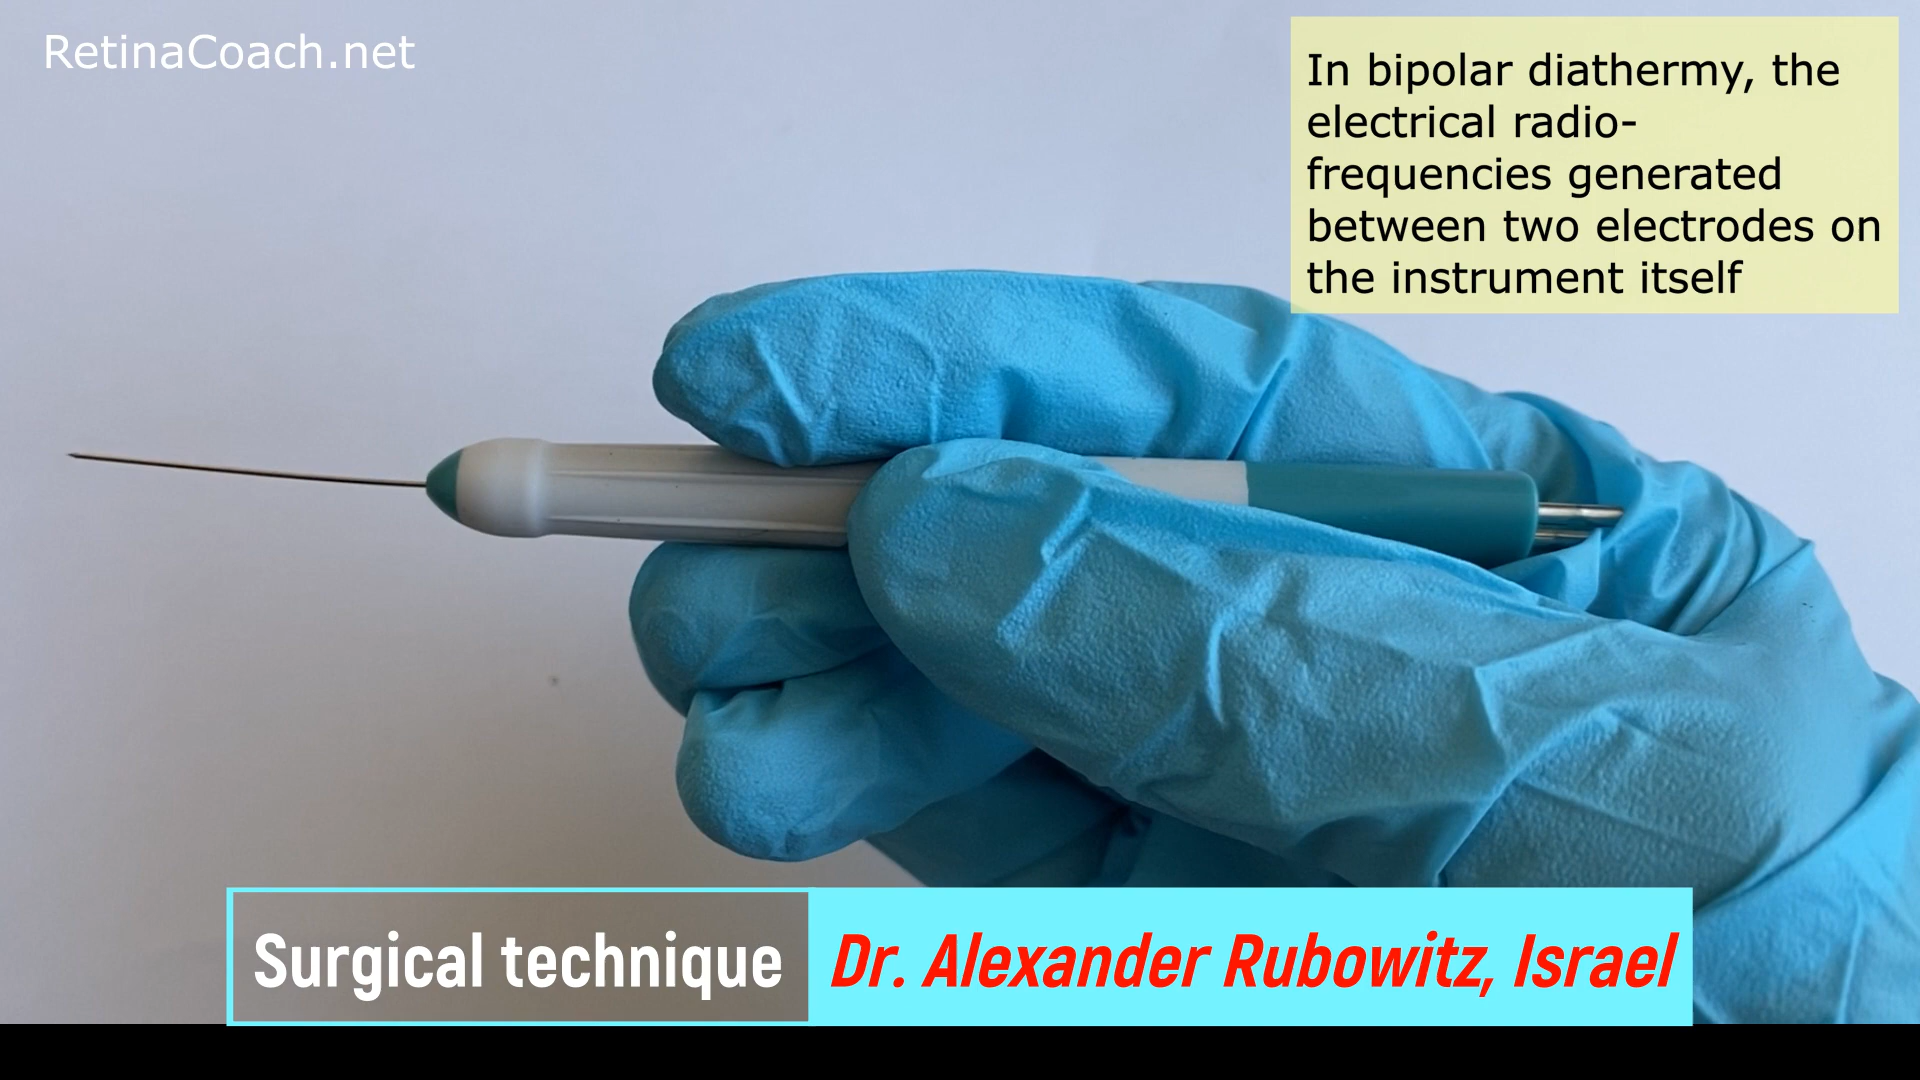 RetinaCoach.net
In bipolar diathermy, the
electrical radio-
frequencies generated
between two electrodes on
the instrument itself
Surgical technique
Dr. Alexander Rubowitz, Israel